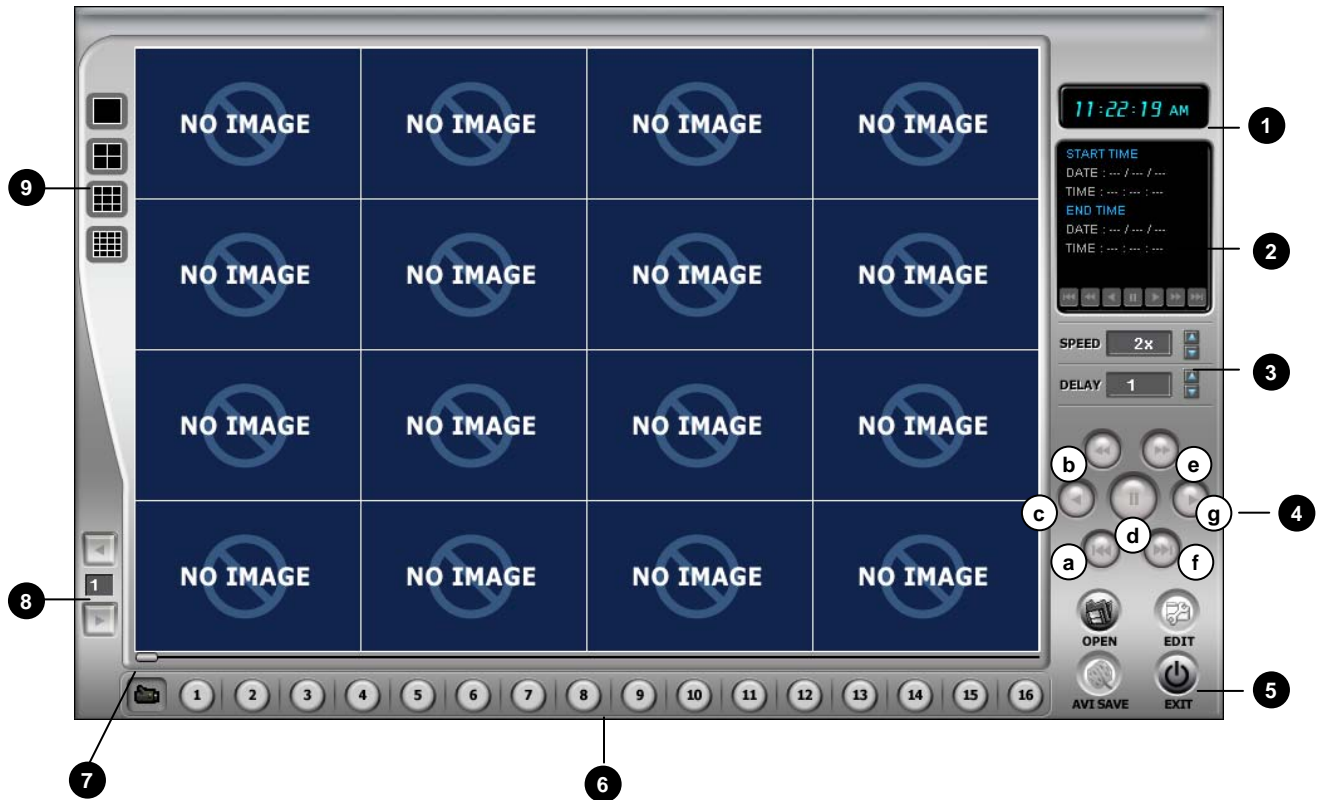 NO IMAGE NO IMAGE NO IMAGE NO IMAGE
NO IMAGE NO IMAGE NO IMAGE NO IMAGE
NO IMAGE NO IMAGE NO IMAGE NO IMAGE
NO IMAGE NO IMAGE NO IMAGE NO IMAGE
9
1
8
11:22:19 AM
1
START TIME
DATE : --- / --- / ---
TIME : --- : --- : ---
END TIME
DATE : --- / --- / ---
TIME : --- : --- : ---
2
SPEED 2x
3
DELAY 1
b e
c g 4
d
a f
OPEN EDIT
AVI SAVE EXIT
5
1 2 3 4 5 6 7 8 9 10 11 12 13 14 15 16
7 6